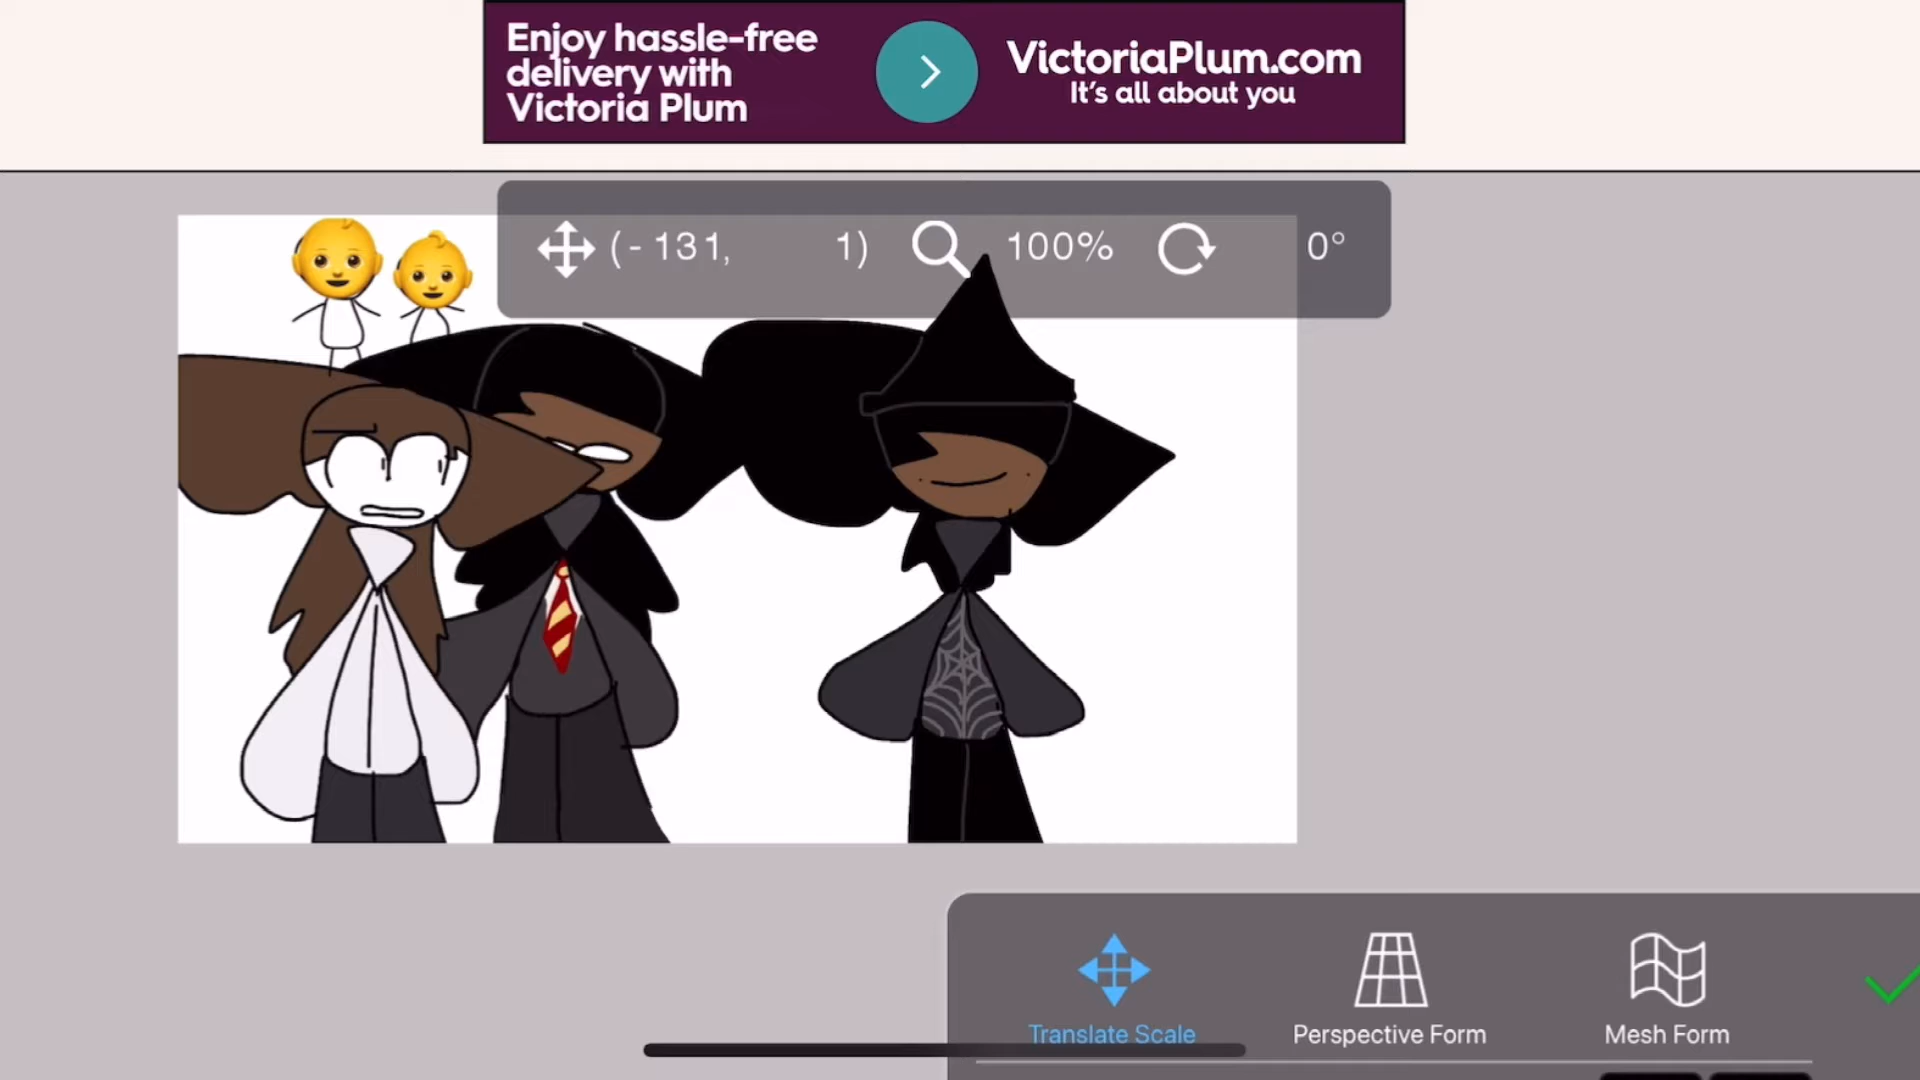 Enjoy hassle-free
delivery with
Victoria Plum
VictoriaPlum.com
It's all about you
(- 131, 1) 100% 0°
Translate Scale
Perspective Form
Mesh Form